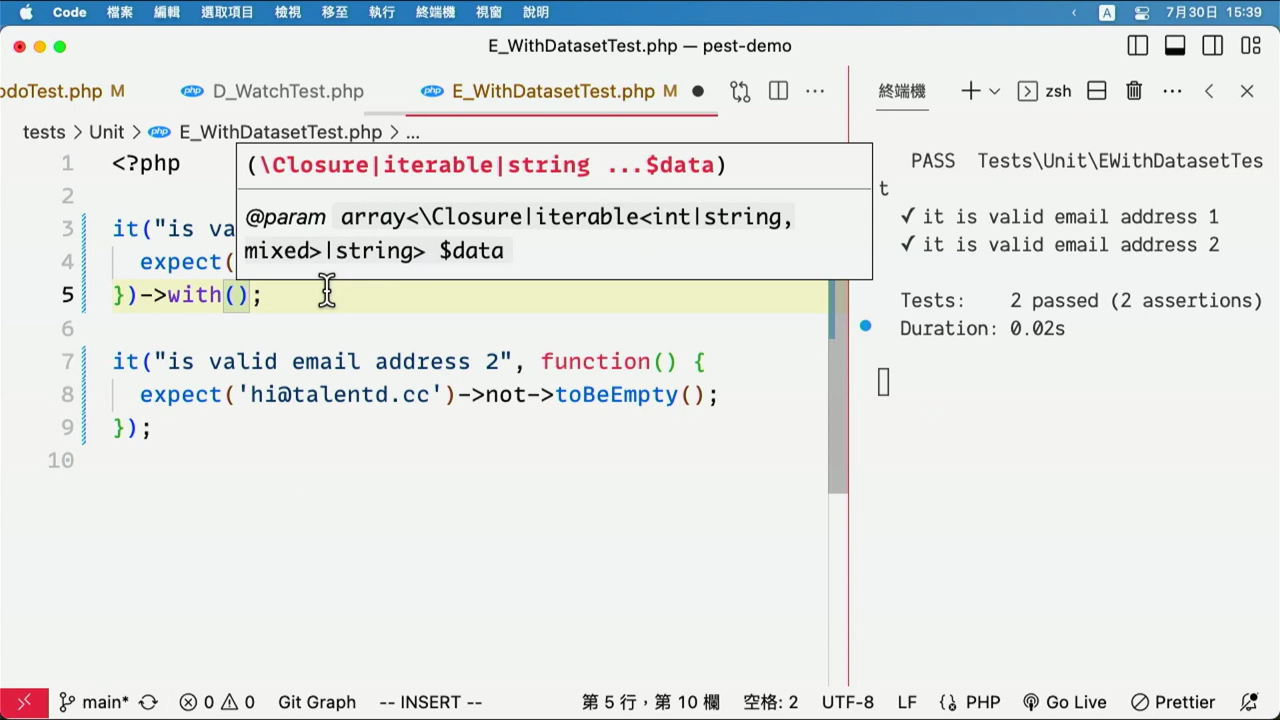 Code 檔案 編輯 選取項目 檢視 移至 執行 終端機 視窗 說明 A 7月30日 15:39
E_WithDatasetTest.php — pest-demo
odoTest.php M D_WatchTest.php E_WithDatasetTest.php M 終端機 zsh
tests > Unit > E_WithDatasetTest.php > ...
1 <?php
(\Closure|iterable|string ...$data)
@param array<\Closure|iterable<int|string,
mixed>|string> $data
2
3 it("is va
4 expect(
5 })->with();
6
7 it("is valid email address 2", function() {
8 expect('hi@talentd.cc')->not->toBeEmpty();
9 });
10
PASS Tests\Unit\EWithDatasetTes
t
✓ it is valid email address 1
✓ it is valid email address 2
Tests: 2 passed (2 assertions)
Duration: 0.02s
main* 0 0 Git Graph -- INSERT -- 第 5 行，第 10 欄 空格: 2 UTF-8 LF {} PHP Go Live Prettier